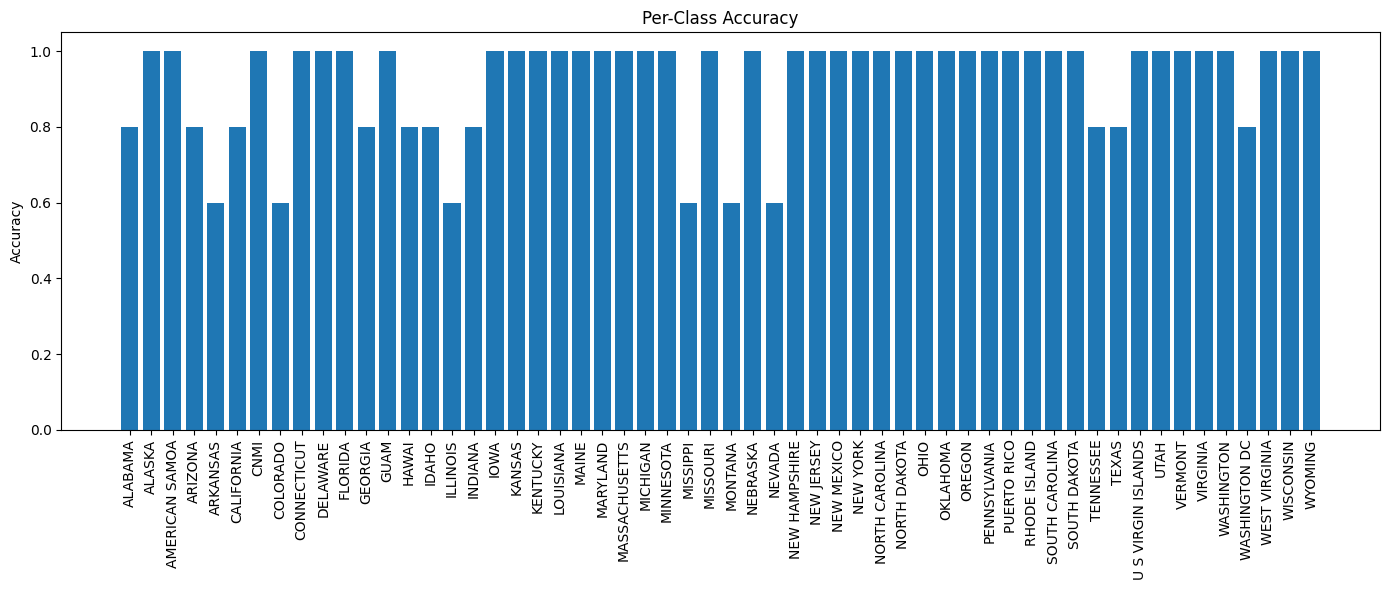 Per-Class Accuracy
1.0
0.8
0.6
0.4
0.2
0.0
Accuracy
ALABAMA
ALASKA
AMERICAN SAMOA
ARIZONA
ARKANSAS
CALIFORNIA
CNMI
COLORADO
CONNECTICUT
DELAWARE
FLORIDA
GEORGIA
GUAM
HAWAI
IDAHO
ILLINOIS
INDIANA
IOWA
KANSAS
KENTUCKY
LOUISIANA
MAINE
MARYLAND
MASSACHUSETTS
MICHIGAN
MINNESOTA
MISSISSIPPI
MISSOURI
MONTANA
NEBRASKA
NEVADA
NEW HAMPSHIRE
NEW JERSEY
NEW MEXICO
NEW YORK
NORTH CAROLINA
NORTH DAKOTA
OHIO
OKLAHOMA
OREGON
PENNSYLVANIA
PUERTO RICO
RHODE ISLAND
SOUTH CAROLINA
SOUTH DAKOTA
TENNESSEE
TEXAS
U S VIRGIN ISLANDS
UTAH
VERMONT
VIRGINIA
WASHINGTON
WASHINGTON DC
WEST VIRGINIA
WISCONSIN
WYOMING